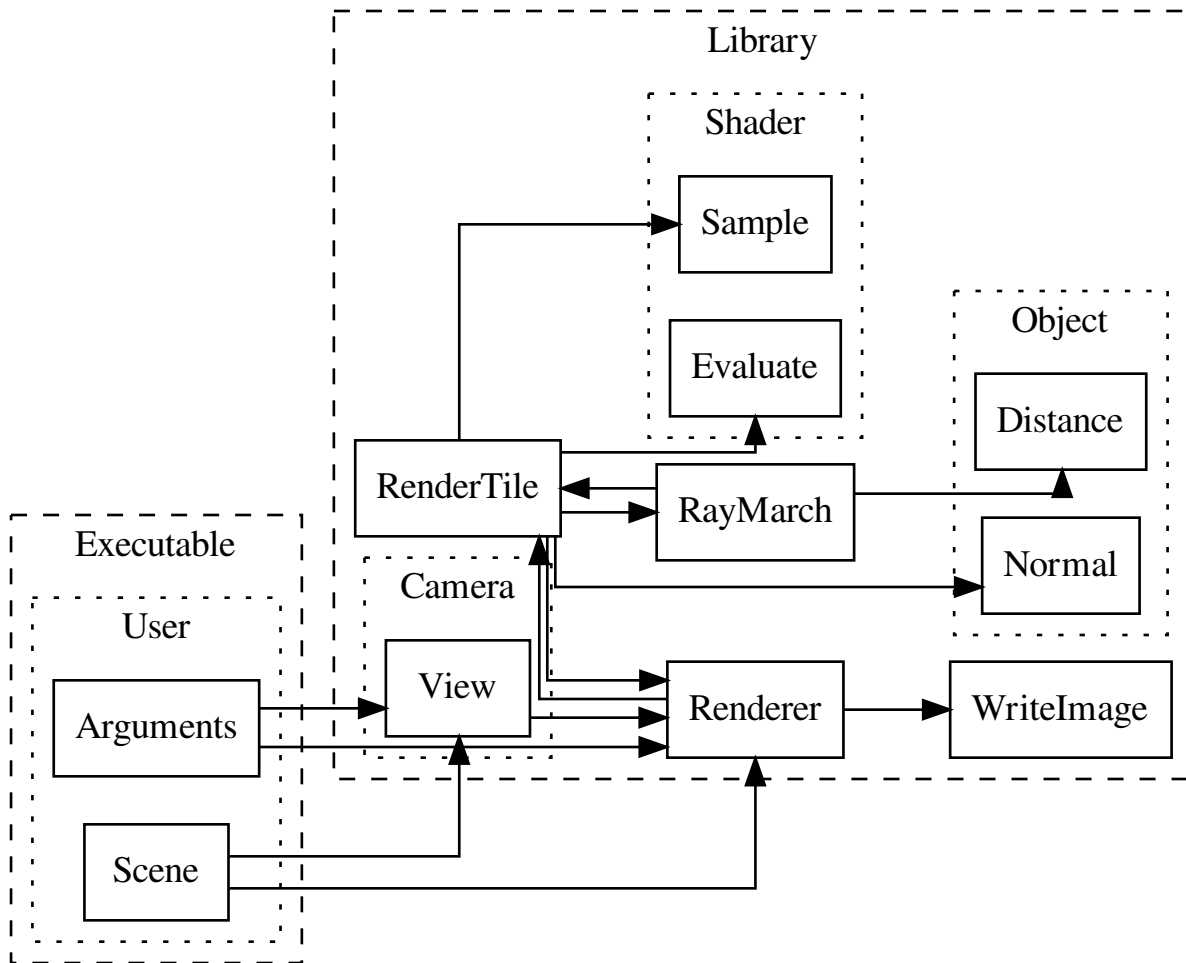 Library
Shader
Sample
Evaluate
Object
Distance
Normal
RenderTile
RayMarch
Executable
User
Camera
View
Arguments
Renderer
WriteImage
Scene